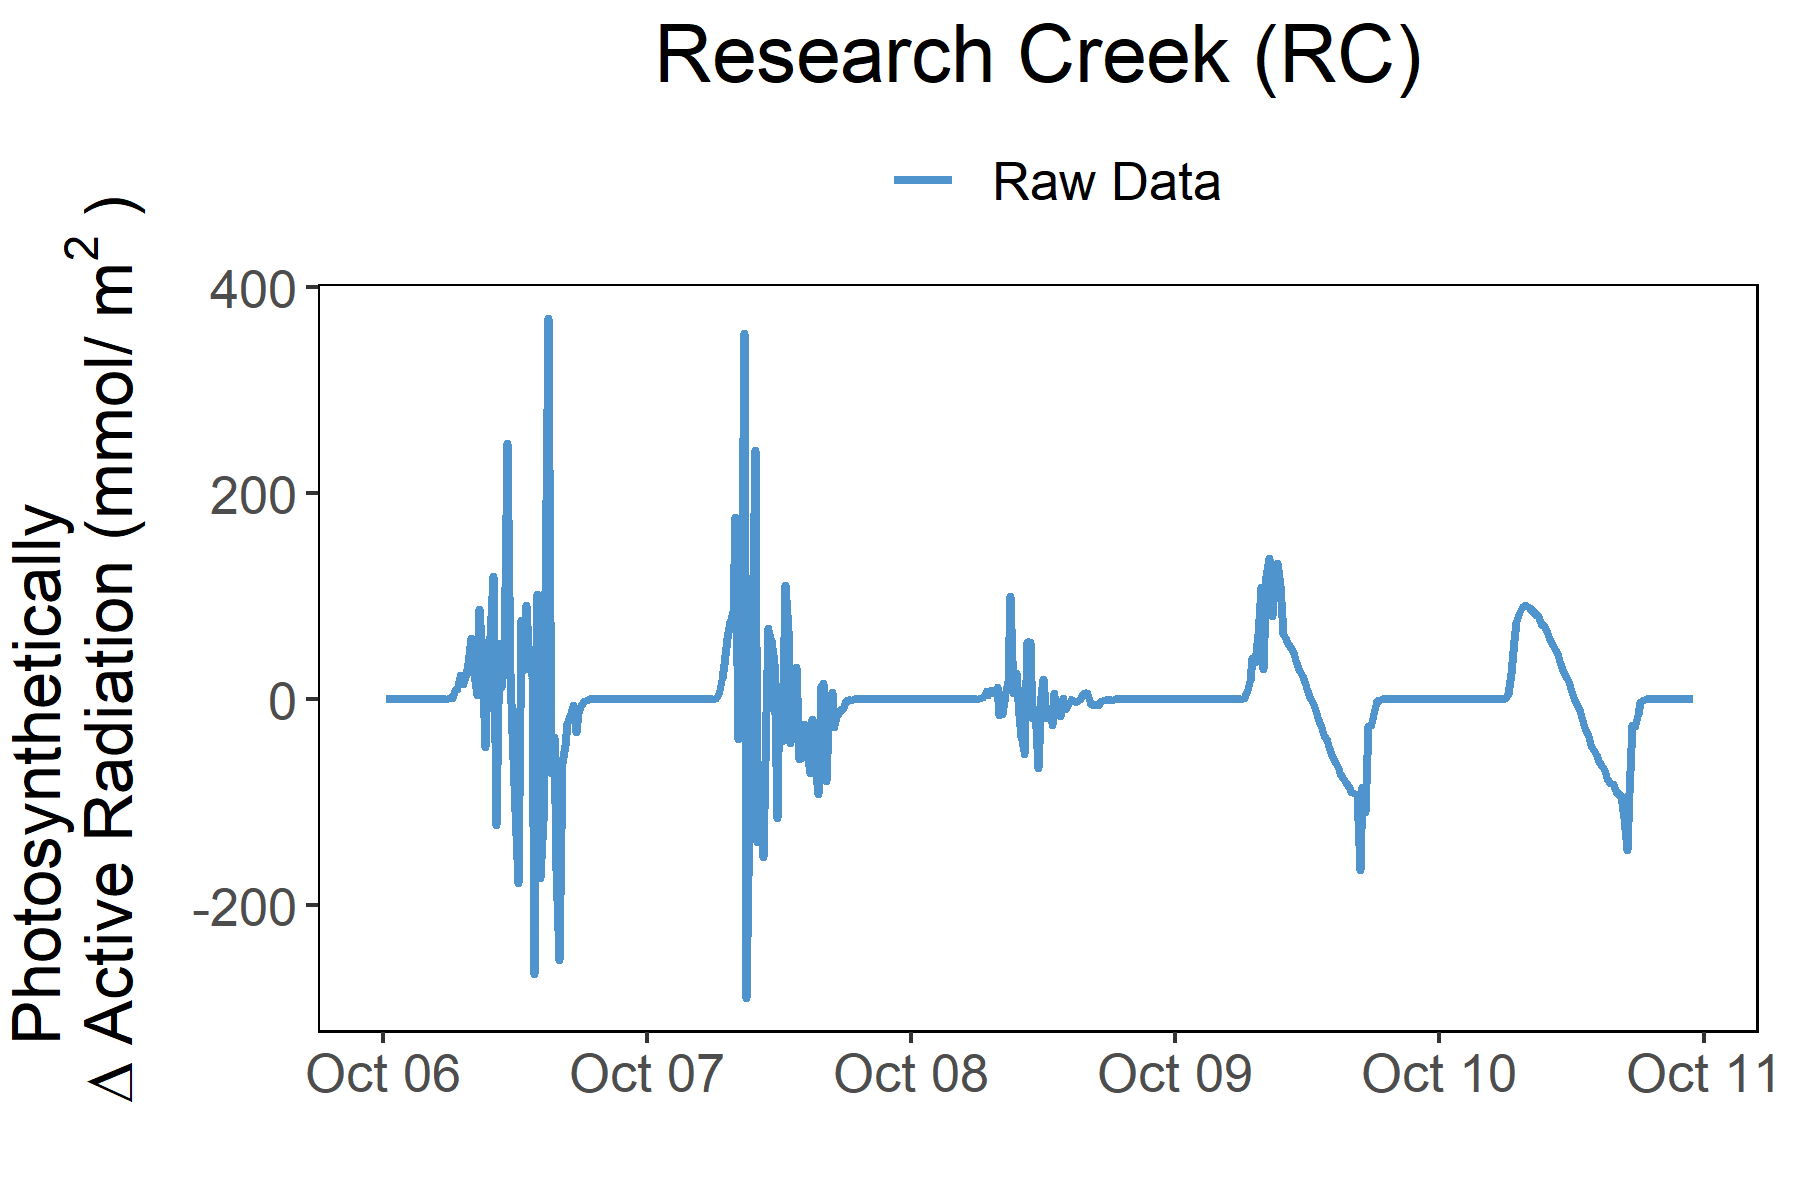 Research Creek (RC)
Raw Data
Photosynthetically
Δ Active Radiation (mmol/ m² )
400
200
0
-200
Oct 06 Oct 07 Oct 08 Oct 09 Oct 10 Oct 11